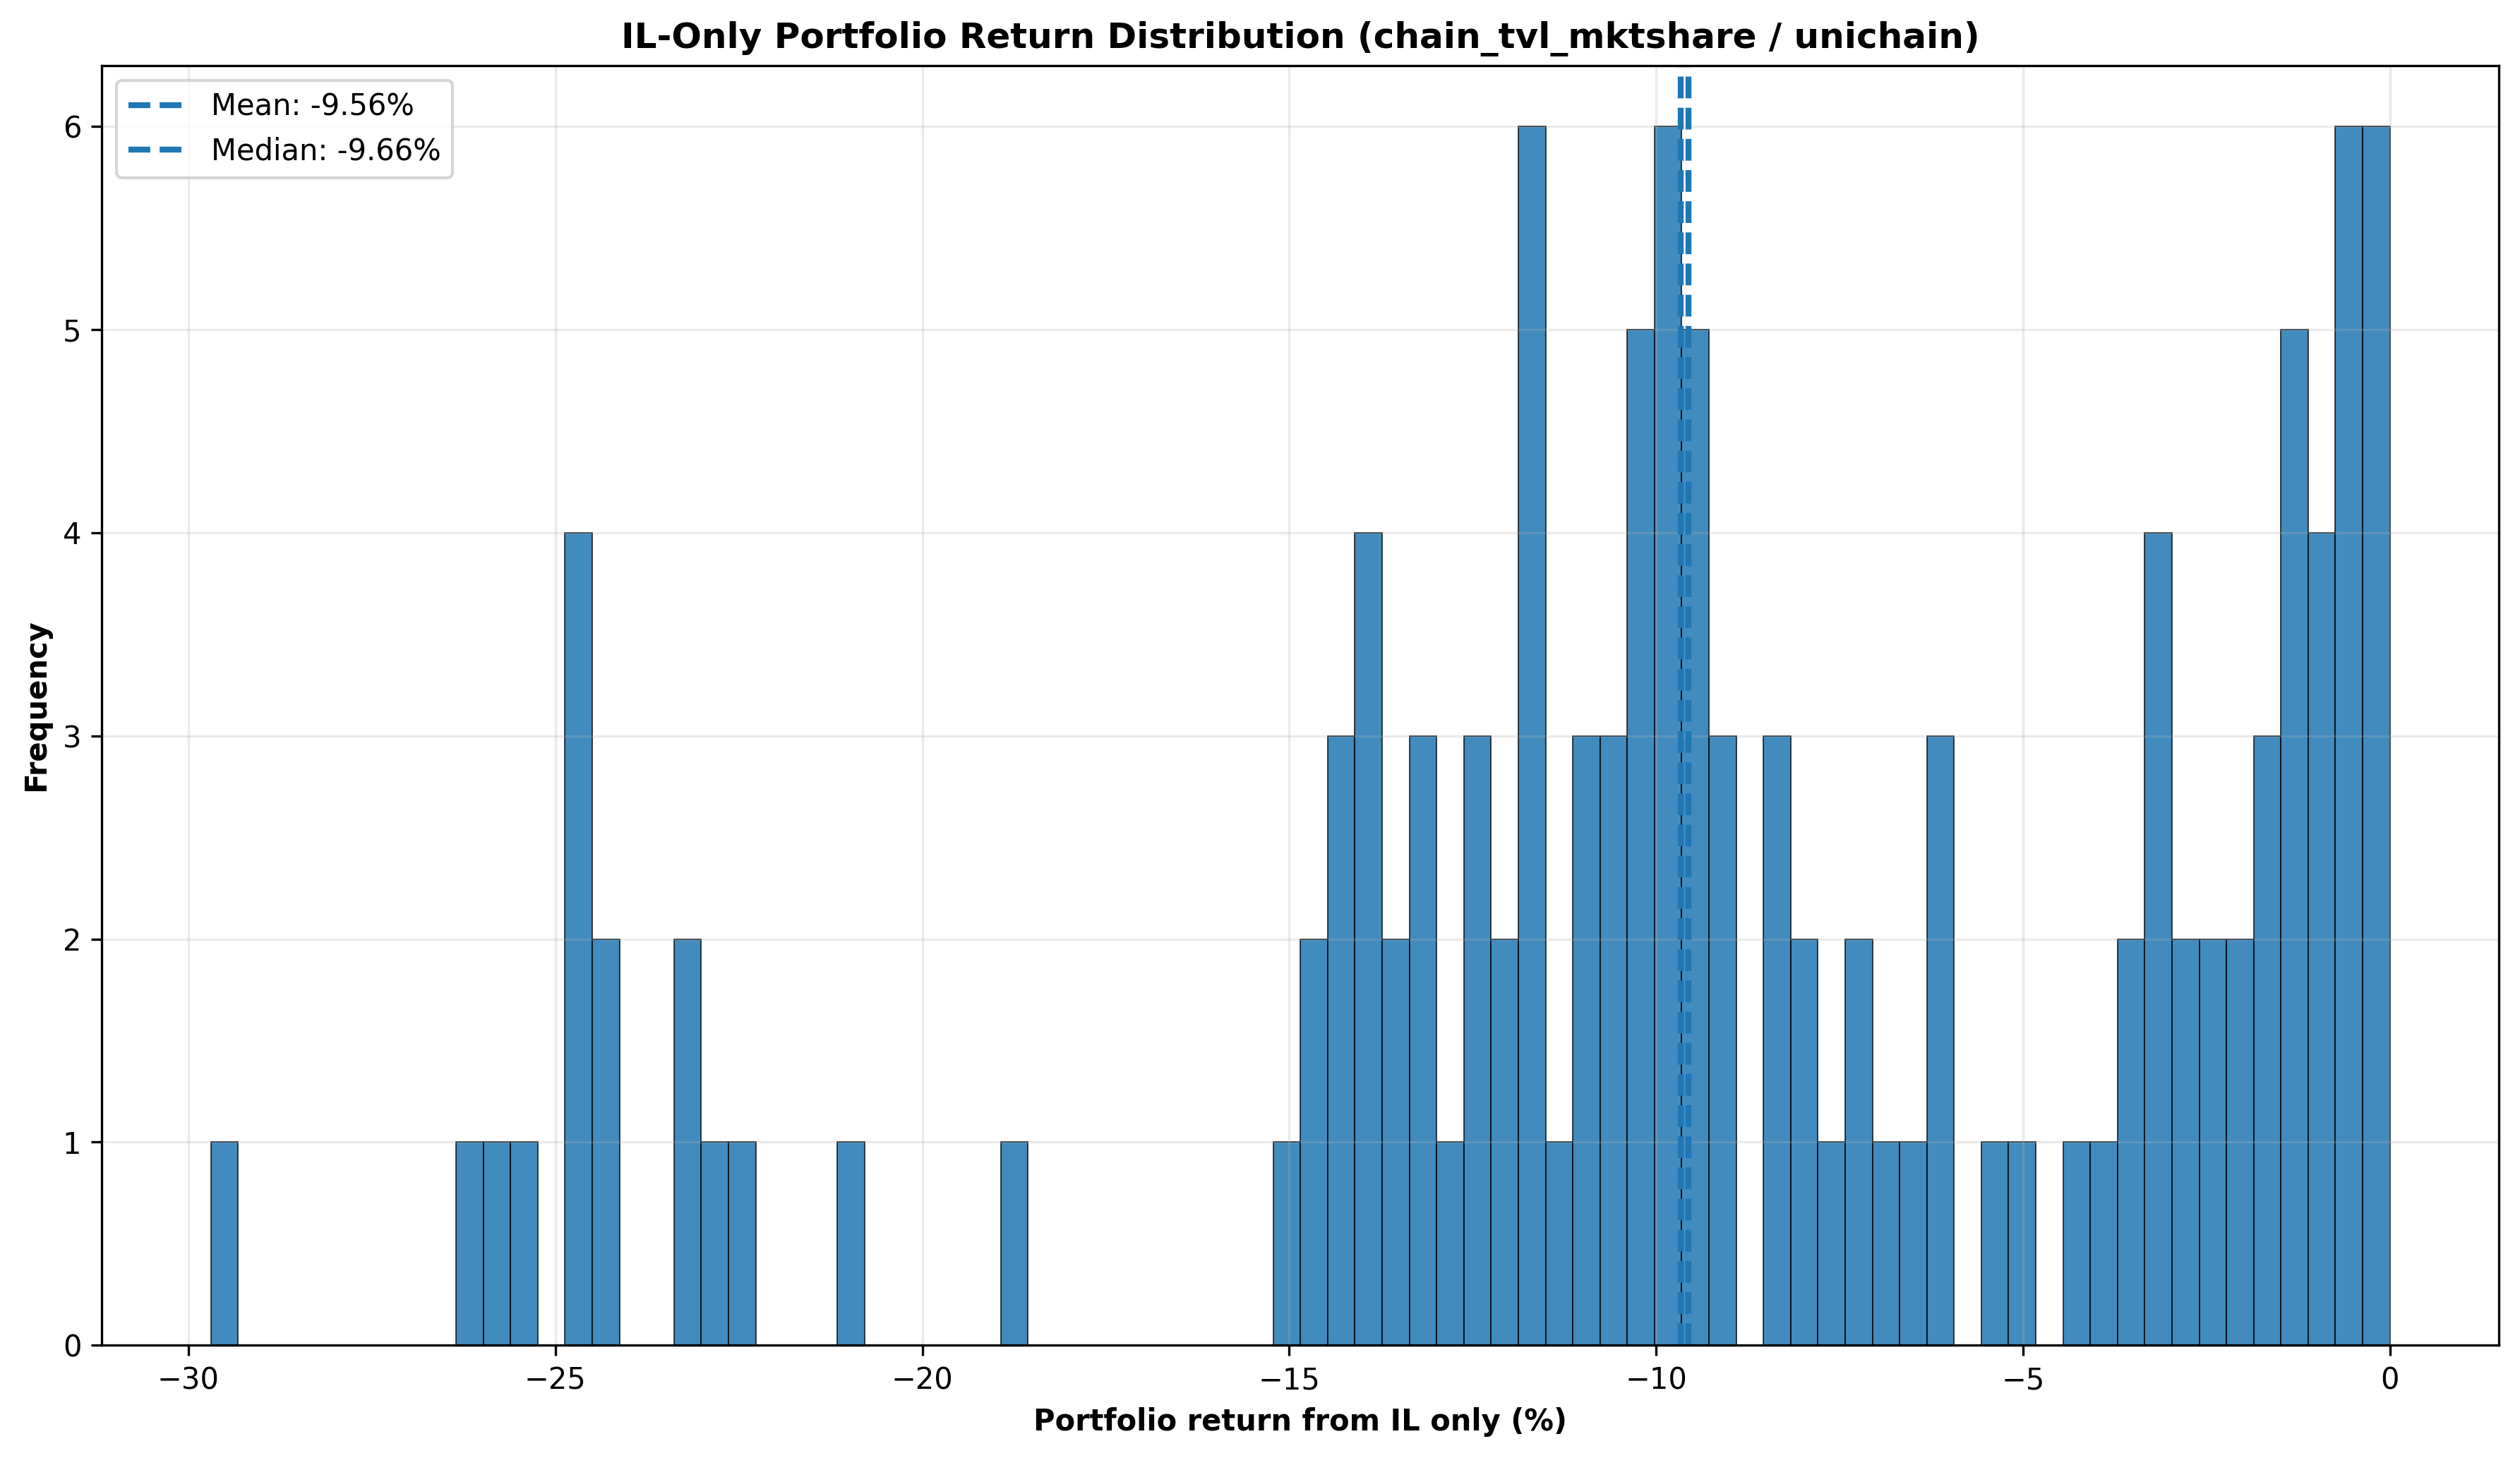 IL-Only Portfolio Return Distribution (chain_tvl_mktshare / unichain)
Mean: -9.56%
Median: -9.66%
6
5
4
3
2
1
0
Frequency
−30
−25
−20
−15
−10
−5
0
Portfolio return from IL only (%)